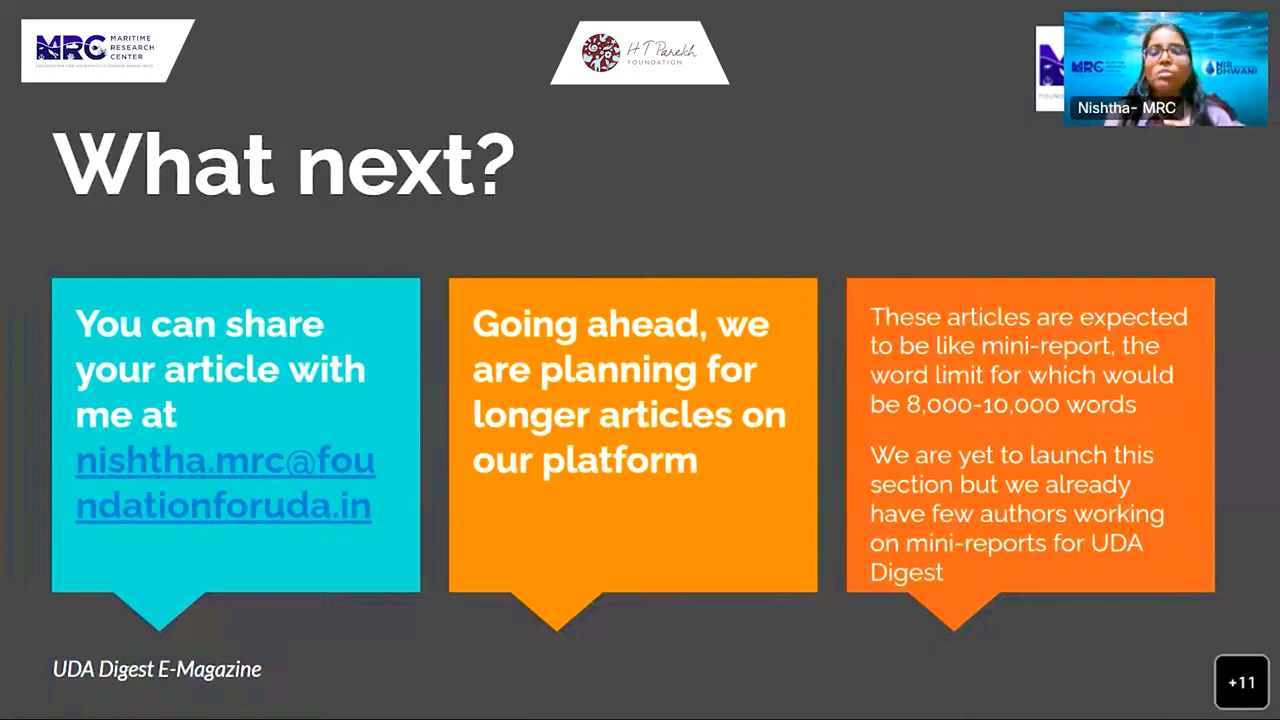 MRC MARITIME
RESEARCH
CENTER
FOUNDATION FOR UNDERWATER DOMAIN AWARENESS
H T Parekh
FOUNDATION
MRC
NIR
DHWANI
Nishtha- MRC
What next?
You can share
your article with
me at
nishtha.mrc@fou
ndationforuda.in
Going ahead, we
are planning for
longer articles on
our platform
These articles are expected
to be like mini-report, the
word limit for which would
be 8,000-10,000 words
We are yet to launch this
section but we already
have few authors working
on mini-reports for UDA
Digest
UDA Digest E-Magazine
+11